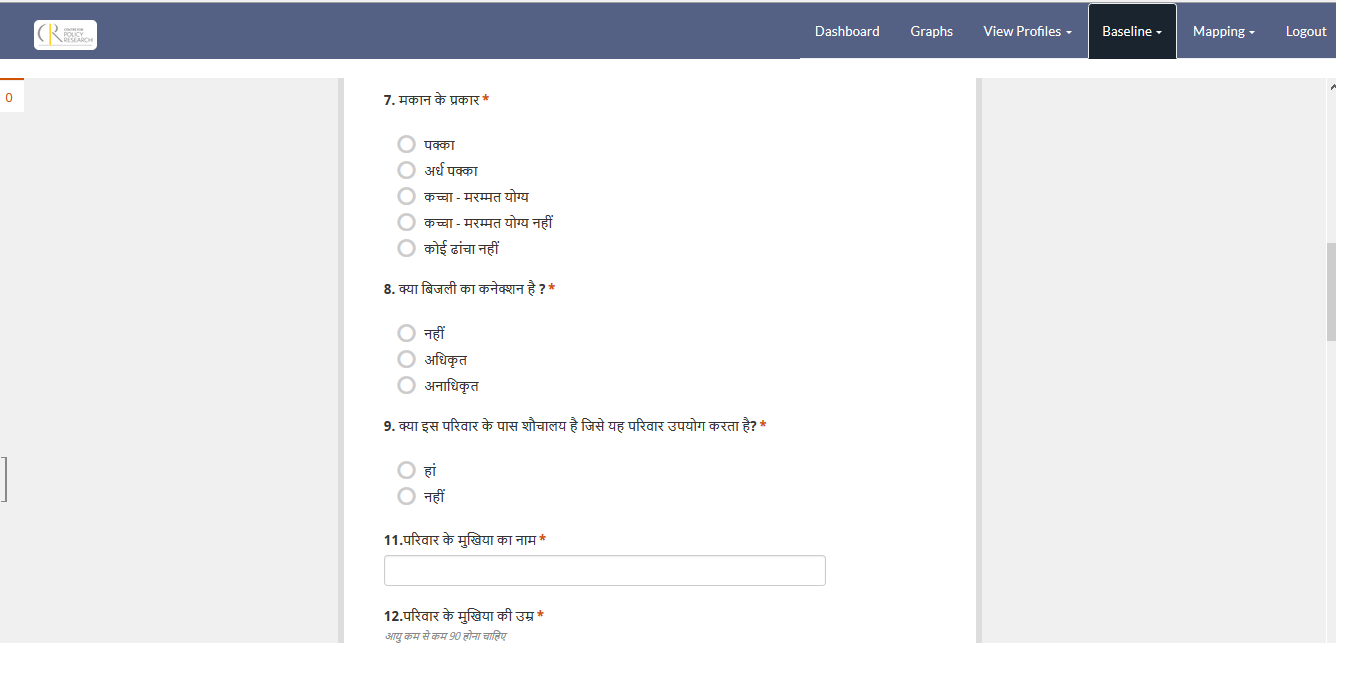 CENTRE FOR
POLICY
RESEARCH
Dashboard Graphs View Profiles Baseline Mapping Logout
0
7. मकान के प्रकार *
पक्का
अर्ध पक्का
कच्चा - मरम्मत योग्य
कच्चा - मरम्मत योग्य नहीं
कोई ढांचा नहीं
8. क्या बिजली का कनेक्शन है ? *
नहीं
अधिकृत
अनाधिकृत
9. क्या इस परिवार के पास शौचालय है जिसे यह परिवार उपयोग करता है? *
हां
नहीं
11.परिवार के मुखिया का नाम *
12.परिवार के मुखिया की उम्र *
आयु कम से कम 90 होना चाहिए